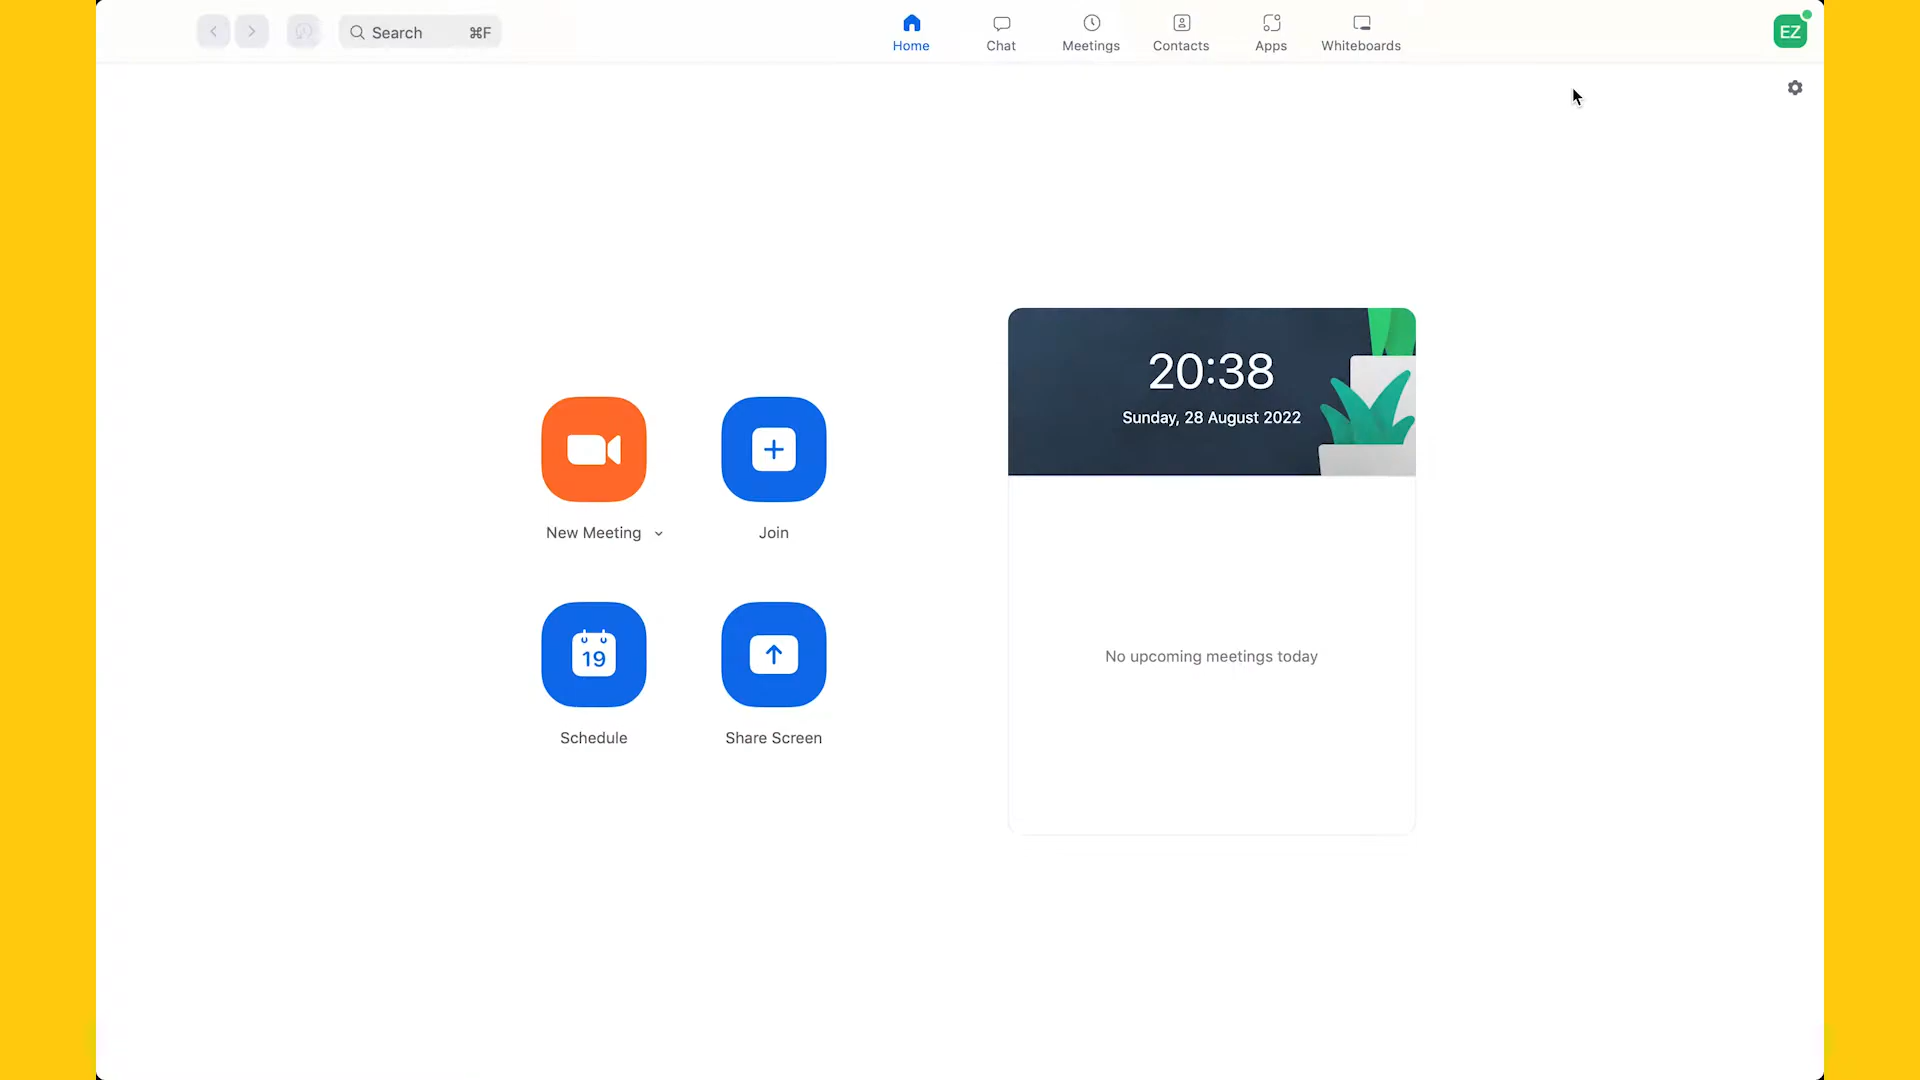 Search ⌘F
Home
Chat
Meetings
Contacts
Apps
Whiteboards
EZ
New Meeting
Join
19
Schedule
Share Screen
20:38
Sunday, 28 August 2022
No upcoming meetings today